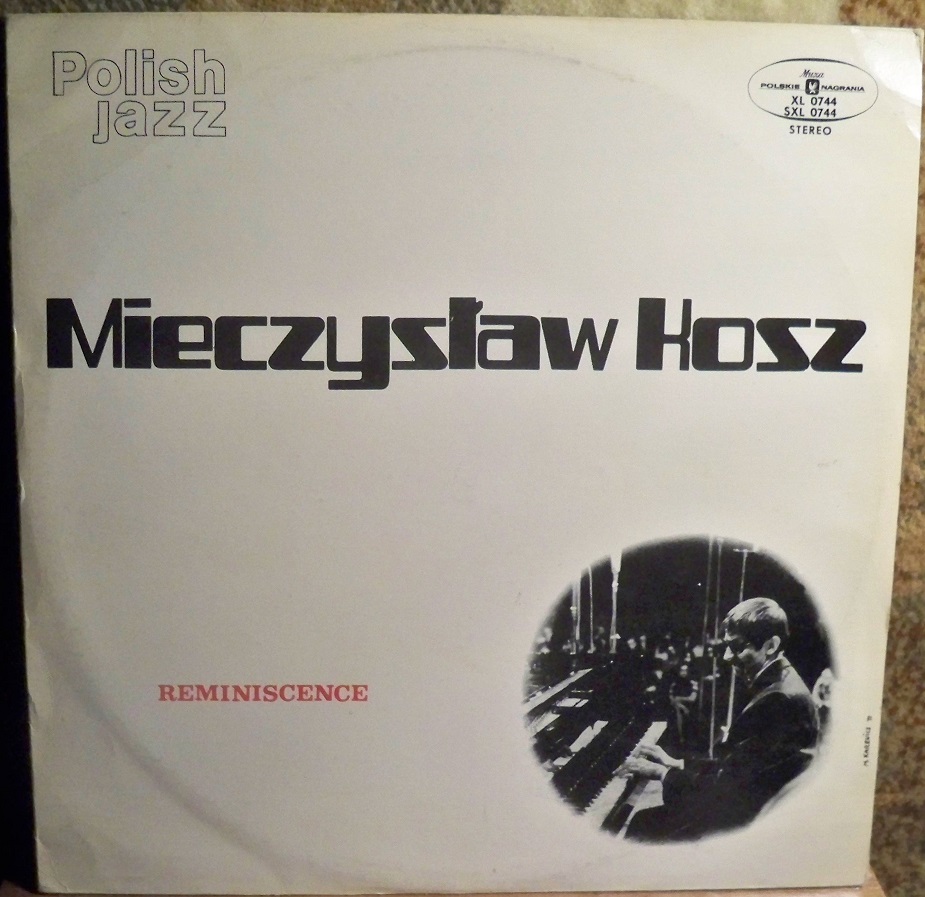 Polish
jazz
Muza
POLSKIE NAGRANIA
XL 0744
SXL 0744
STEREO
Mieczysław Kosz
REMINISCENCE